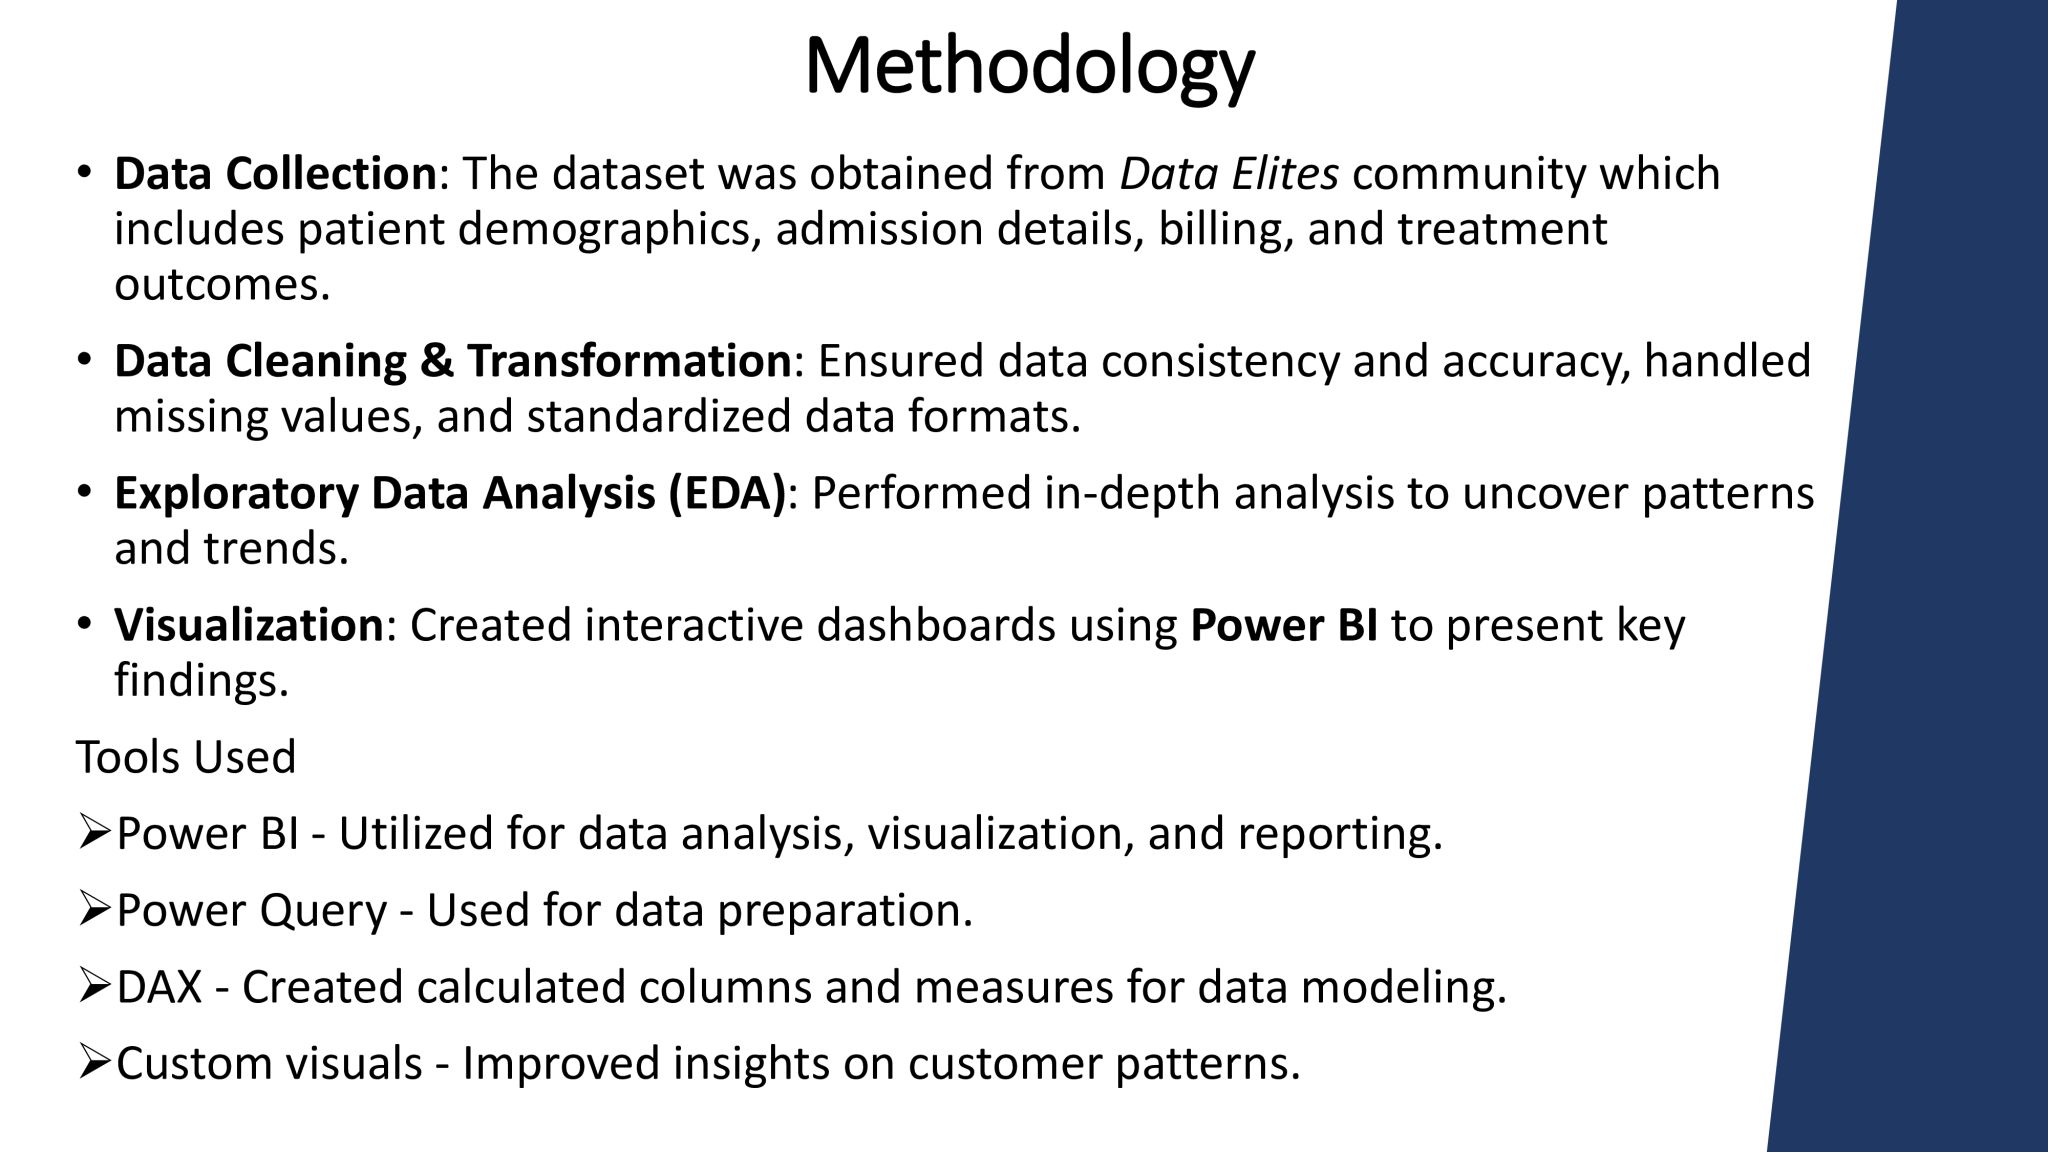 Methodology
• Data Collection: The dataset was obtained from Data Elites community which
includes patient demographics, admission details, billing, and treatment
outcomes.
• Data Cleaning & Transformation: Ensured data consistency and accuracy, handled
missing values, and standardized data formats.
• Exploratory Data Analysis (EDA): Performed in-depth analysis to uncover patterns
and trends.
• Visualization: Created interactive dashboards using Power BI to present key
findings.
Tools Used
➢Power BI - Utilized for data analysis, visualization, and reporting.
➢Power Query - Used for data preparation.
➢DAX - Created calculated columns and measures for data modeling.
➢Custom visuals - Improved insights on customer patterns.